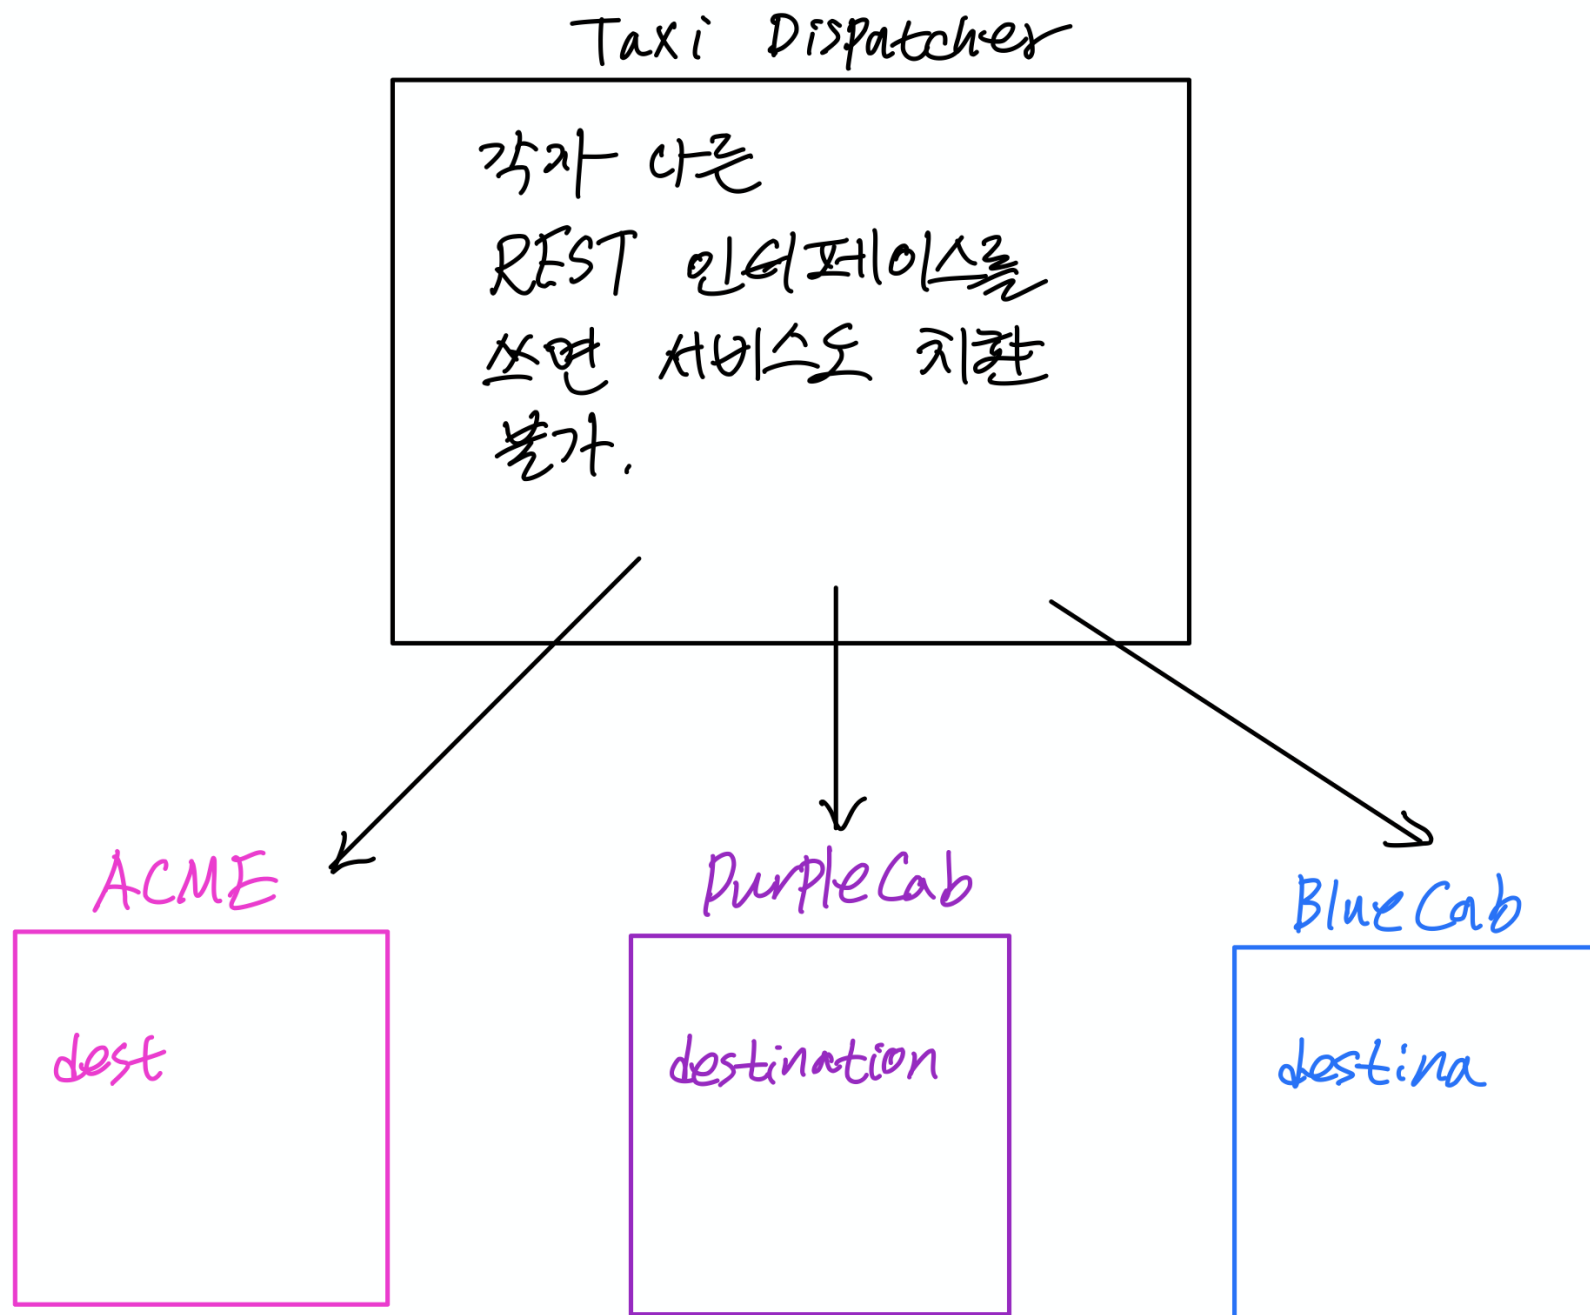 Taxi Dispatcher
각자 다른
REST 인터페이스를
쓰면 서비스도 치환
불가.
ACME
PurpleCab
BlueCab
dest
destination
destina